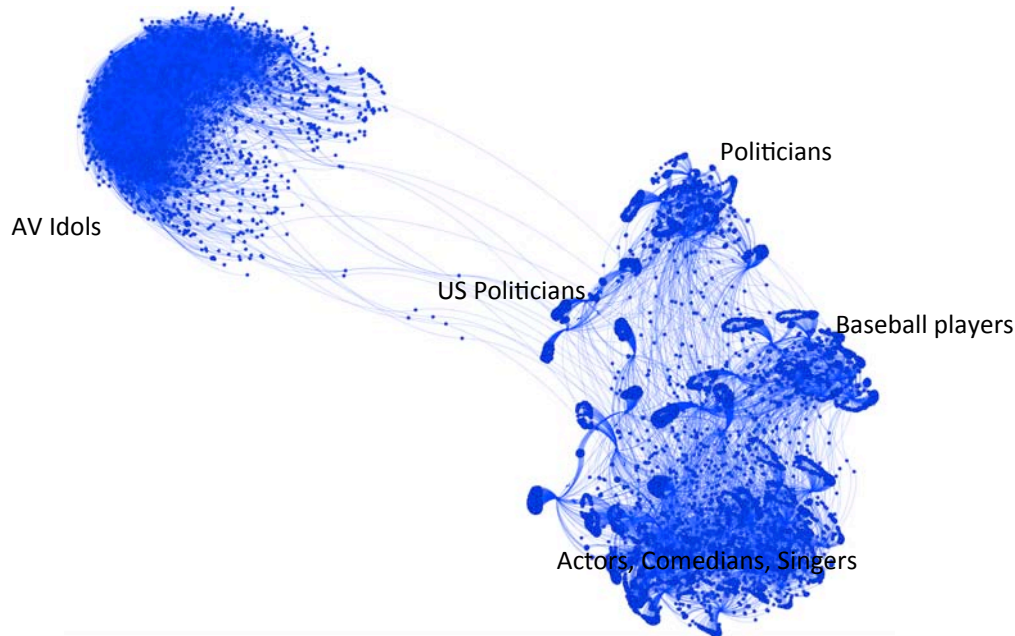 Politicians
AV Idols
US Politicians
Baseball players
Actors, Comedians, Singers